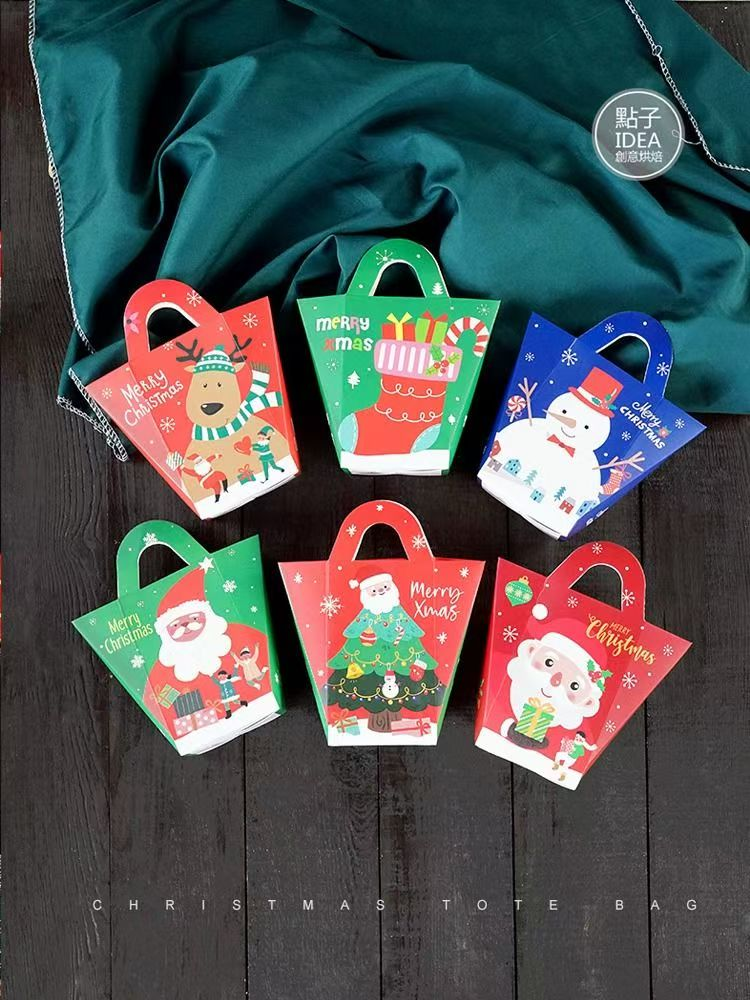 點子
IDEA
創意烘焙
Merry
Christmas
merry
xmas
Merry
CHRISTMAS
Merry
Christmas
Merry
Xmas
MERRY
Christmas
CHRISTMAS TOTE BAG